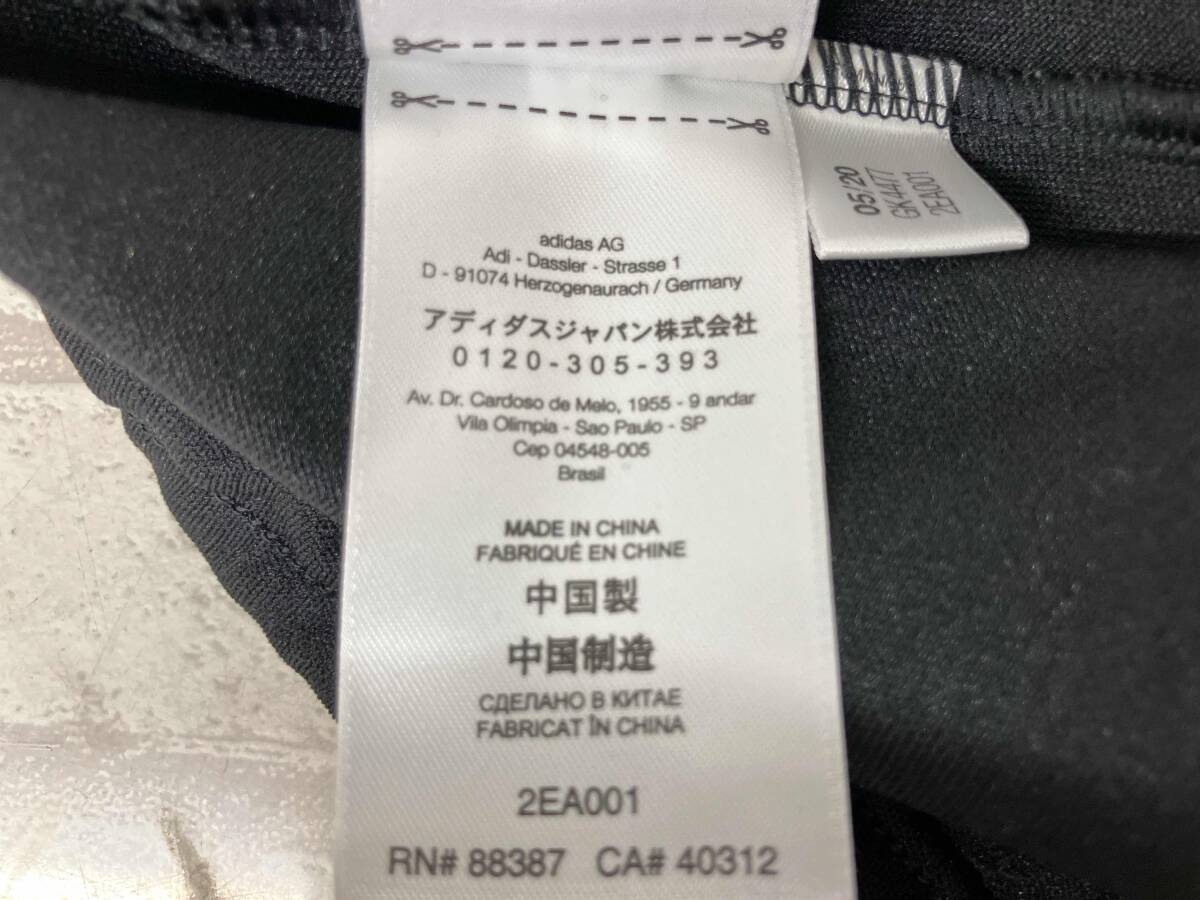 adidas AG
Adi - Dassler - Strasse 1
D - 91074 Herzogenaurach / Germany
アディダスジャパン株式会社
0120-305-393
Av. Dr. Cardoso de Melo, 1955 - 9 andar
Vila Olimpia - Sao Paulo - SP
Cep 04548-005
Brasil
MADE IN CHINA
FABRIQUÉ EN CHINE
中国製
中国制造
СДЕЛАНО В КИТАЕ
FABRICAT ÎN CHINA
2EA001
RN# 88387 CA# 40312
05/20
GK4477
2EA001